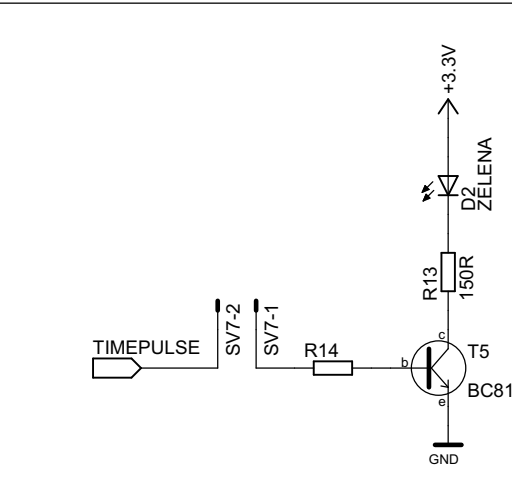 +3.3V
D2
ZELENA
R13
150R
SV7-2
SV7-1
TIMEPULSE
R14
c
b
e
T5
BC81
GND